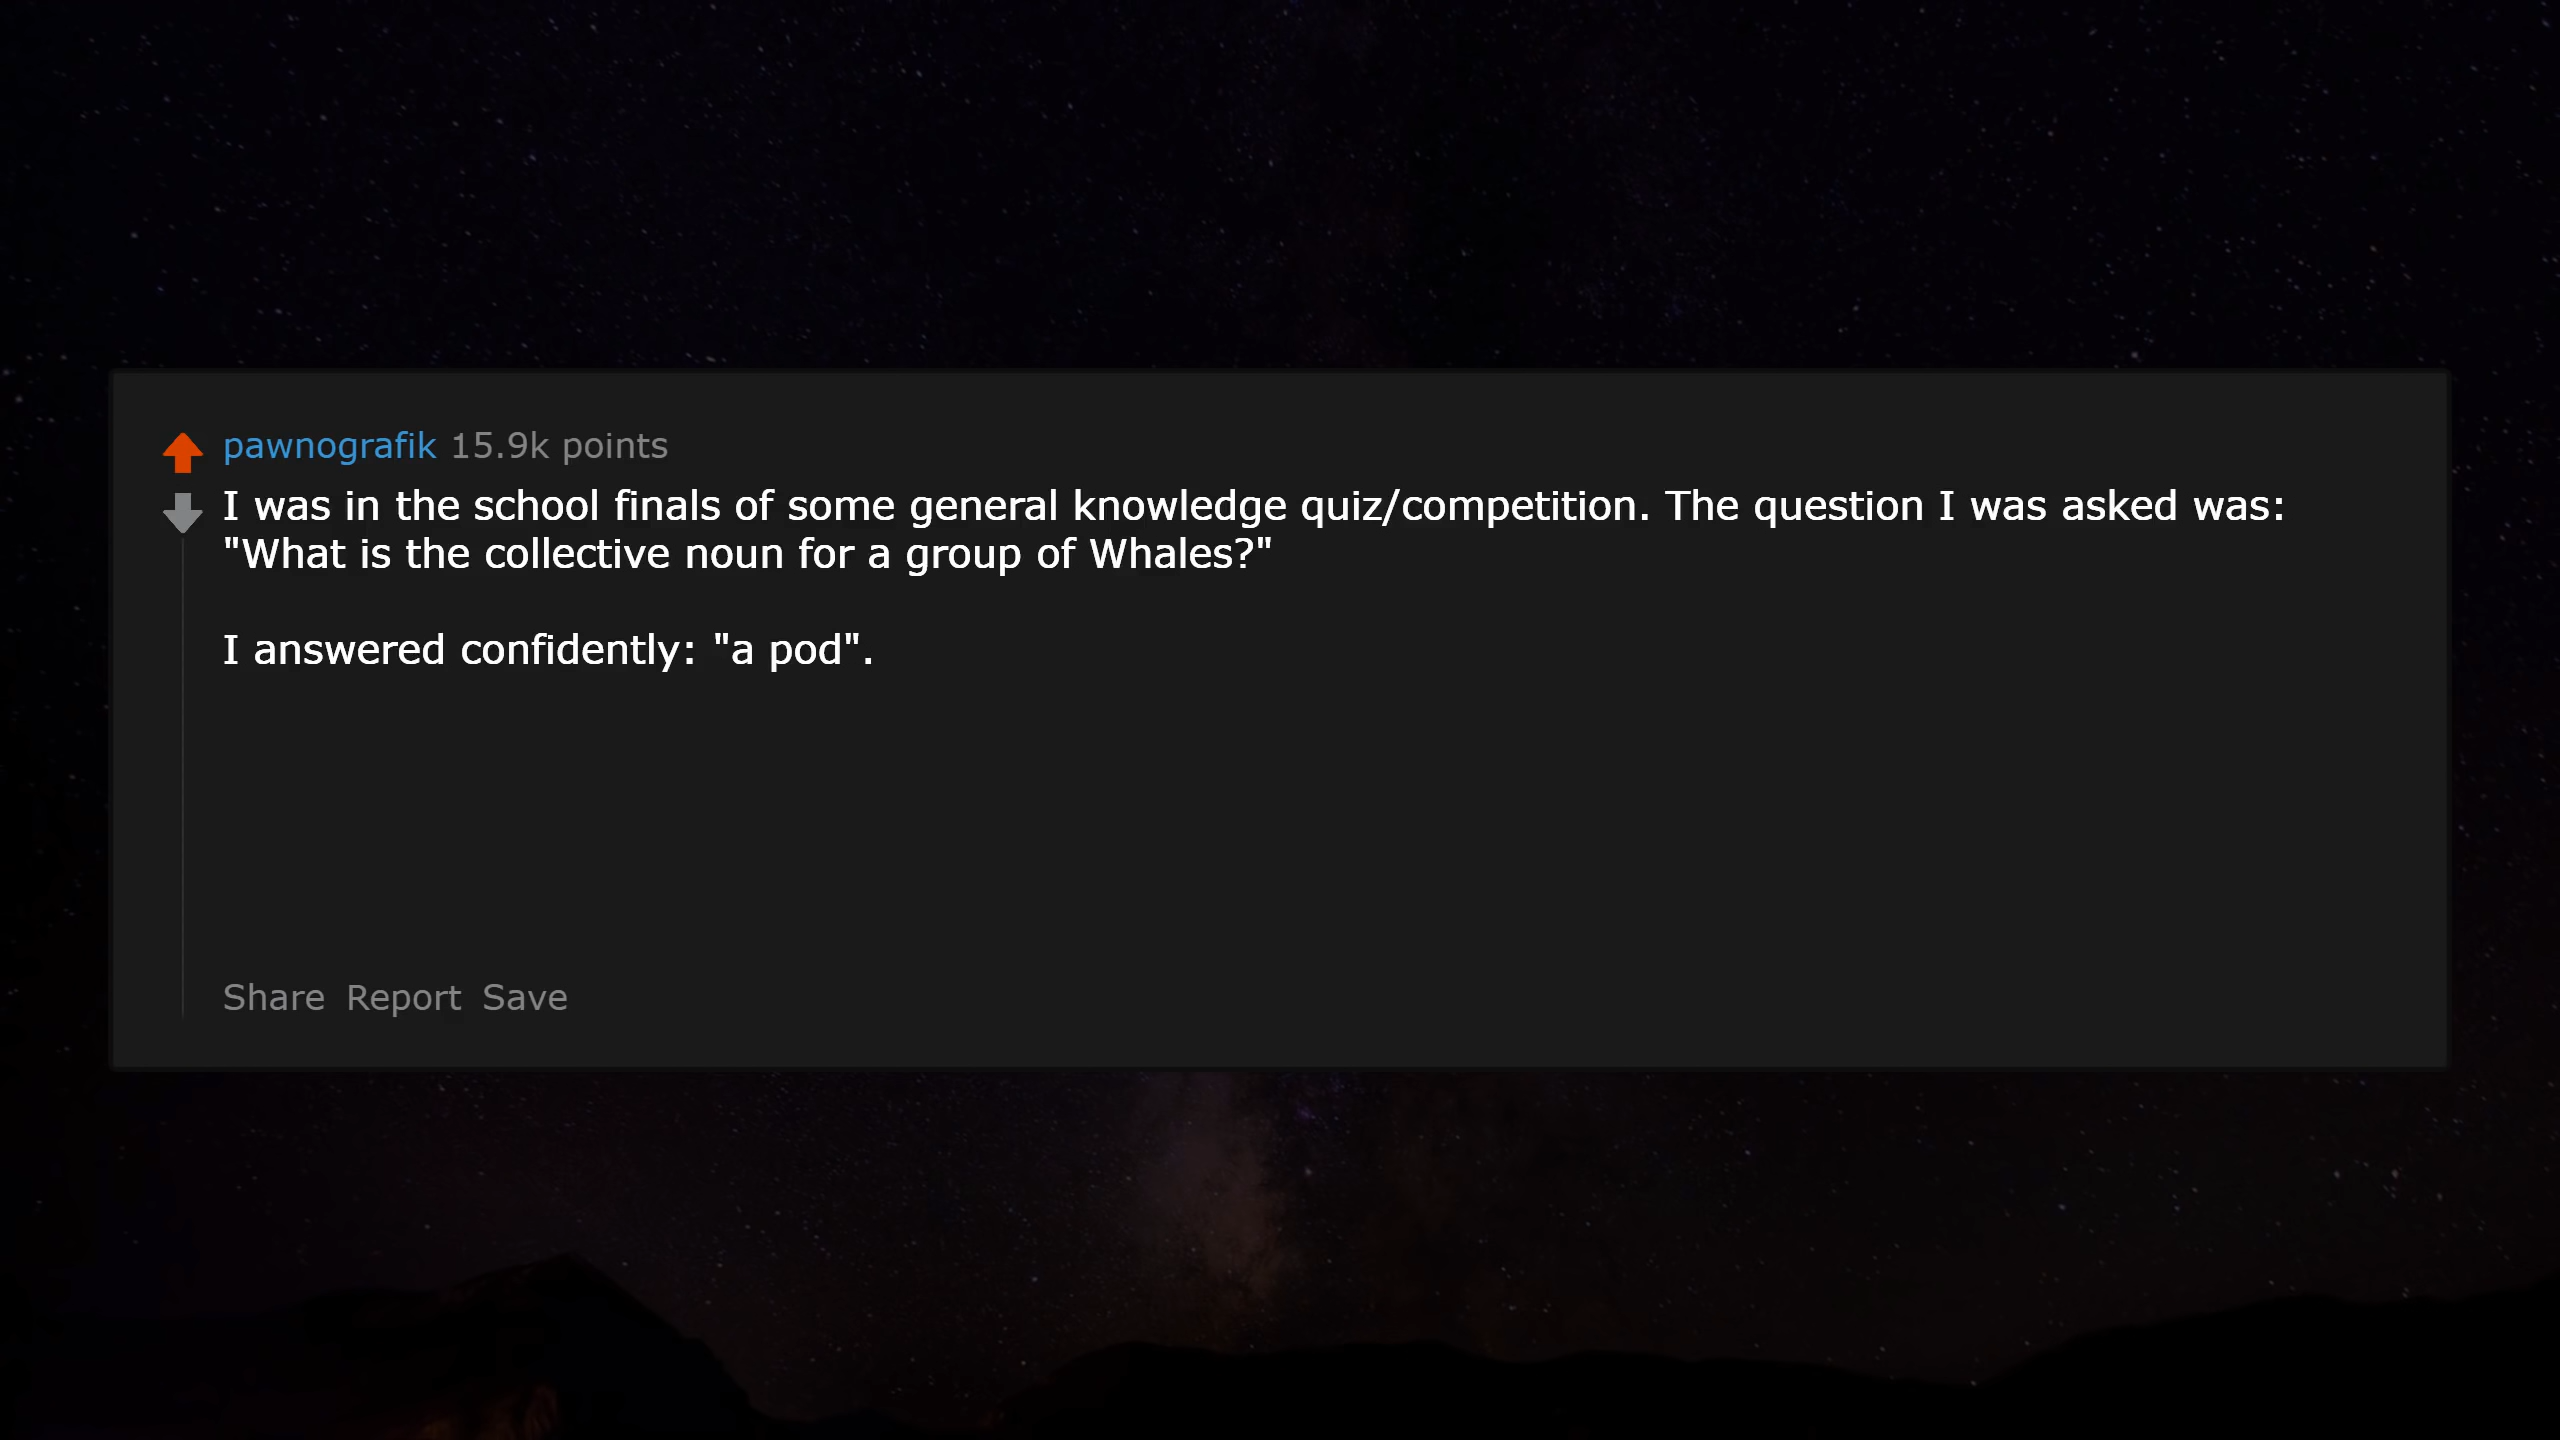 pawnografik 15.9k points
I was in the school finals of some general knowledge quiz/competition. The question I was asked was:
"What is the collective noun for a group of Whales?"
I answered confidently: "a pod".
Share Report Save